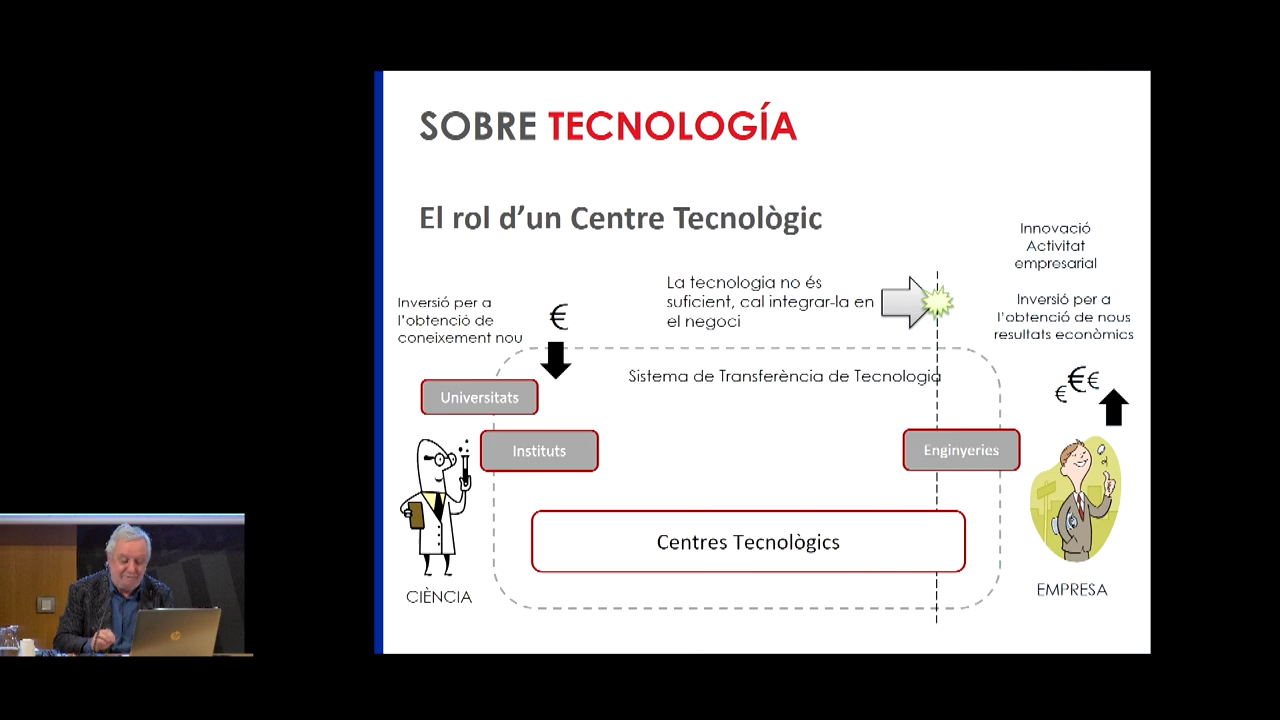 SOBRE TECNOLOGÍA
El rol d’un Centre Tecnològic
Innovació
Activitat
empresarial
La tecnologia no és
suficient, cal integrar-la en
el negoci
Inversió per a
l’obtenció de
coneixement nou
€
Inversió per a
l’obtenció de nous
resultats econòmics
Sistema de Transferència de Tecnologia
€€€
Universitats
Instituts
Enginyeries
Centres Tecnològics
CIÈNCIA
EMPRESA
hp